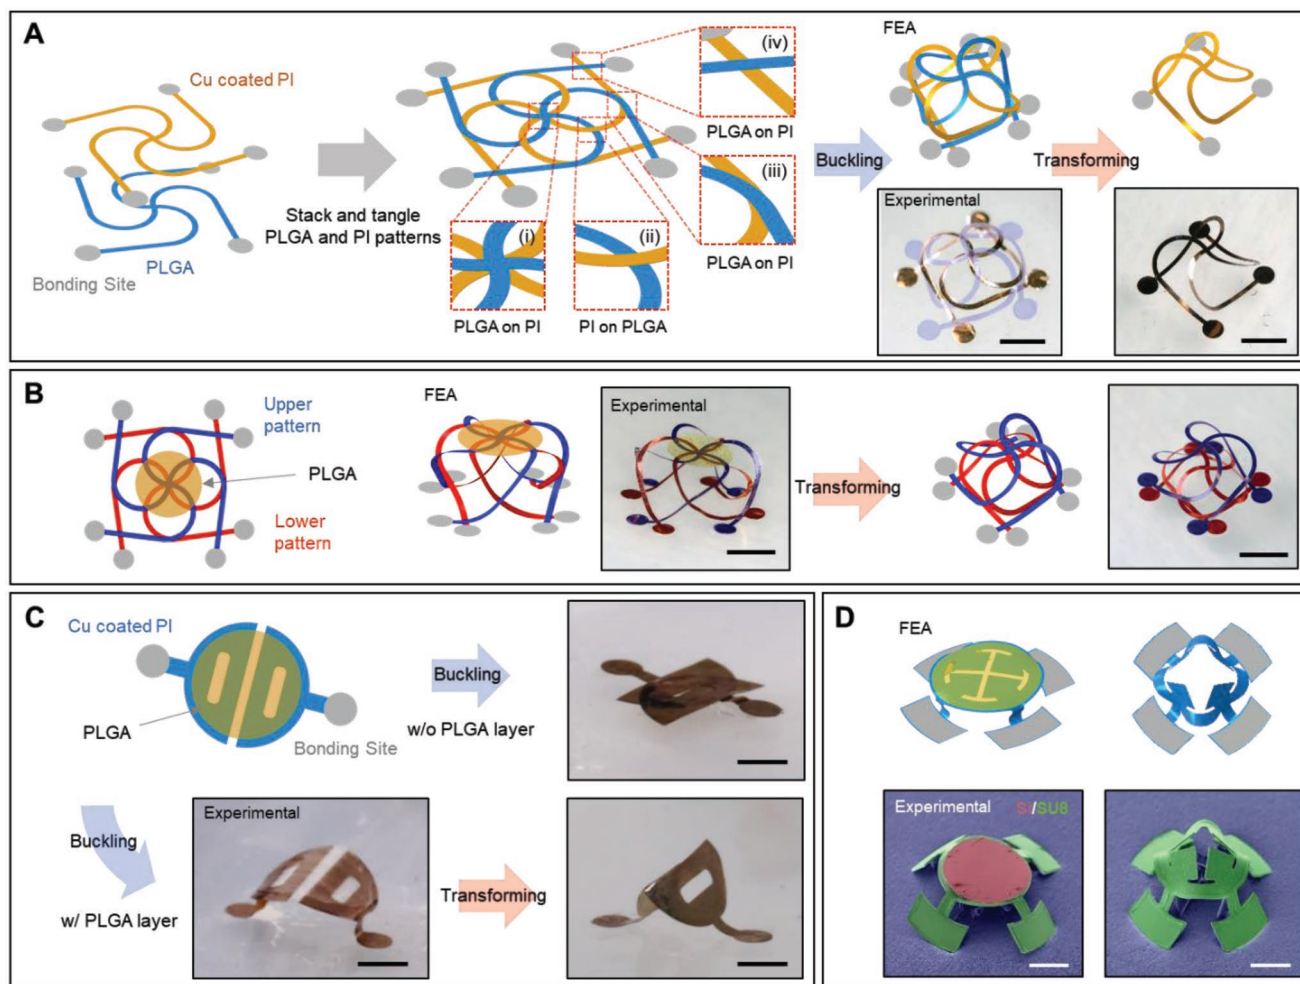 A
Cu coated PI
PLGA
Bonding Site
Stack and tangle
PLGA and PI patterns
(i)
PLGA on PI
(ii)
PI on PLGA
(iv)
PLGA on PI
(iii)
PLGA on PI
Buckling
FEA
Transforming
Experimental
B
Upper
pattern
PLGA
Lower
pattern
FEA
Experimental
Transforming
C
Cu coated PI
PLGA
Bonding Site
Buckling
w/o PLGA layer
Buckling
w/ PLGA layer
Experimental
Transforming
D
FEA
Experimental
Si/SU8